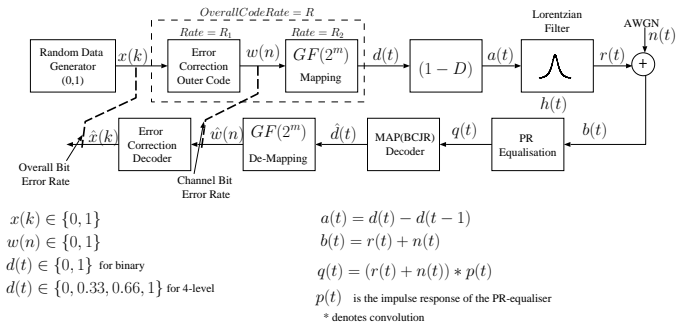 OverallCodeRate = R
Lorentzian
Filter
AWGN
Random Data
Generator
(0,1)
x(k)
Rate = R₁
Error
Correction
Outer Code
w(n)
Rate = R₂
GF(2ᵐ)
Mapping
d(t)
(1 − D)
a(t)
h(t)
r(t)
n(t)
+
x̂(k)
Error
Correction
Decoder
ŵ(n)
GF(2ᵐ)
De-Mapping
d̂(t)
MAP(BCJR)
Decoder
q(t)
PR
Equalisation
b(t)
Overall Bit
Error Rate
Channel Bit
Error Rate
x(k) ∈ {0, 1}
w(n) ∈ {0, 1}
d(t) ∈ {0, 1} for binary
d(t) ∈ {0, 0.33, 0.66, 1} for 4-level
a(t) = d(t) − d(t − 1)
b(t) = r(t) + n(t)
q(t) = (r(t) + n(t)) ∗ p(t)
p(t) is the impulse response of the PR-equaliser
* denotes convolution